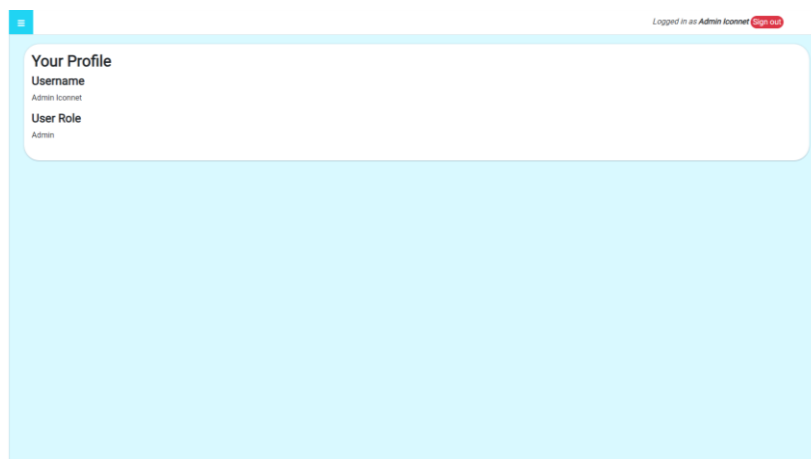 Logged in as Admin Iconnet Sign out
Your Profile
Username
Admin Iconnet
User Role
Admin